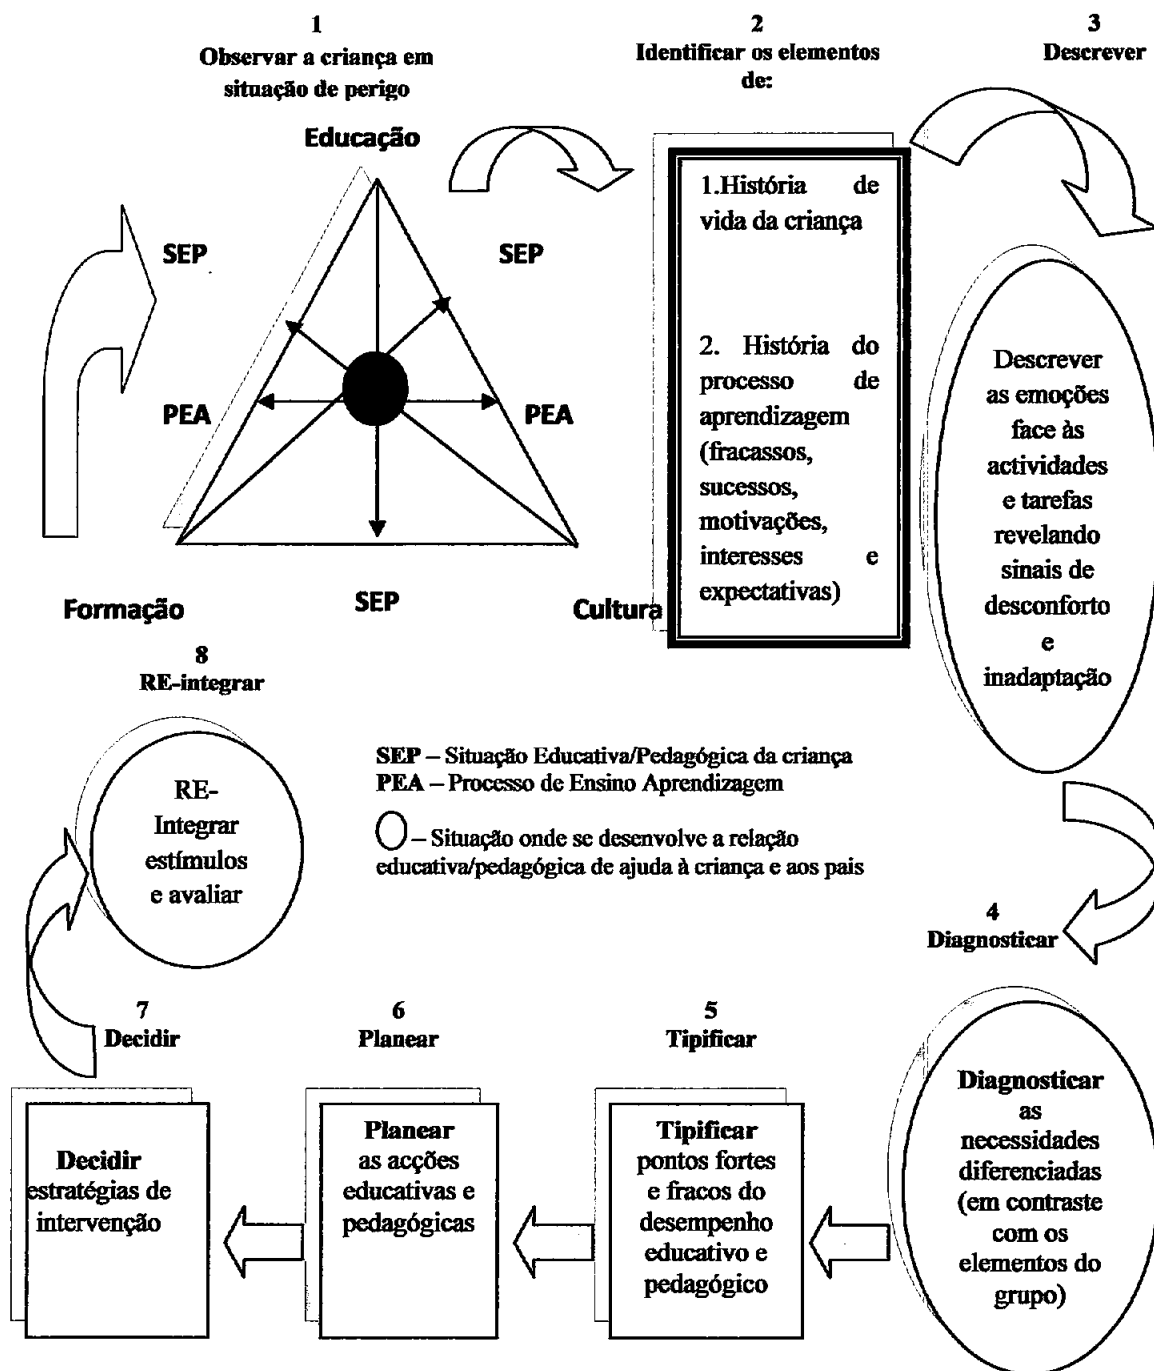 1
Observar a criança em
situação de perigo
Educação
SEP
SEP
PEA
PEA
Formação
SEP
Cultura
2
Identificar os elementos
de:
1.História de
vida da criança
2. História do
processo de
aprendizagem
(fracassos,
sucessos,
motivações,
interesses e
expectativas)
3
Descrever
Descrever
as emoções
face às
actividades
e tarefas
revelando
sinais de
desconforto
e
inadaptação
8
RE-integrar
RE-
Integrar
estímulos
e avaliar
SEP – Situação Educativa/Pedagógica da criança
PEA – Processo de Ensino Aprendizagem
– Situação onde se desenvolve a relação
educativa/pedagógica de ajuda à criança e aos pais
4
Diagnosticar
Diagnosticar
as
necessidades
diferenciadas
(em contraste
com os
elementos do
grupo)
5
Tipificar
Tipificar
pontos fortes
e fracos do
desempenho
educativo e
pedagógico
6
Planear
Planear
as acções
educativas e
pedagógicas
7
Decidir
Decidir
estratégias de
intervenção